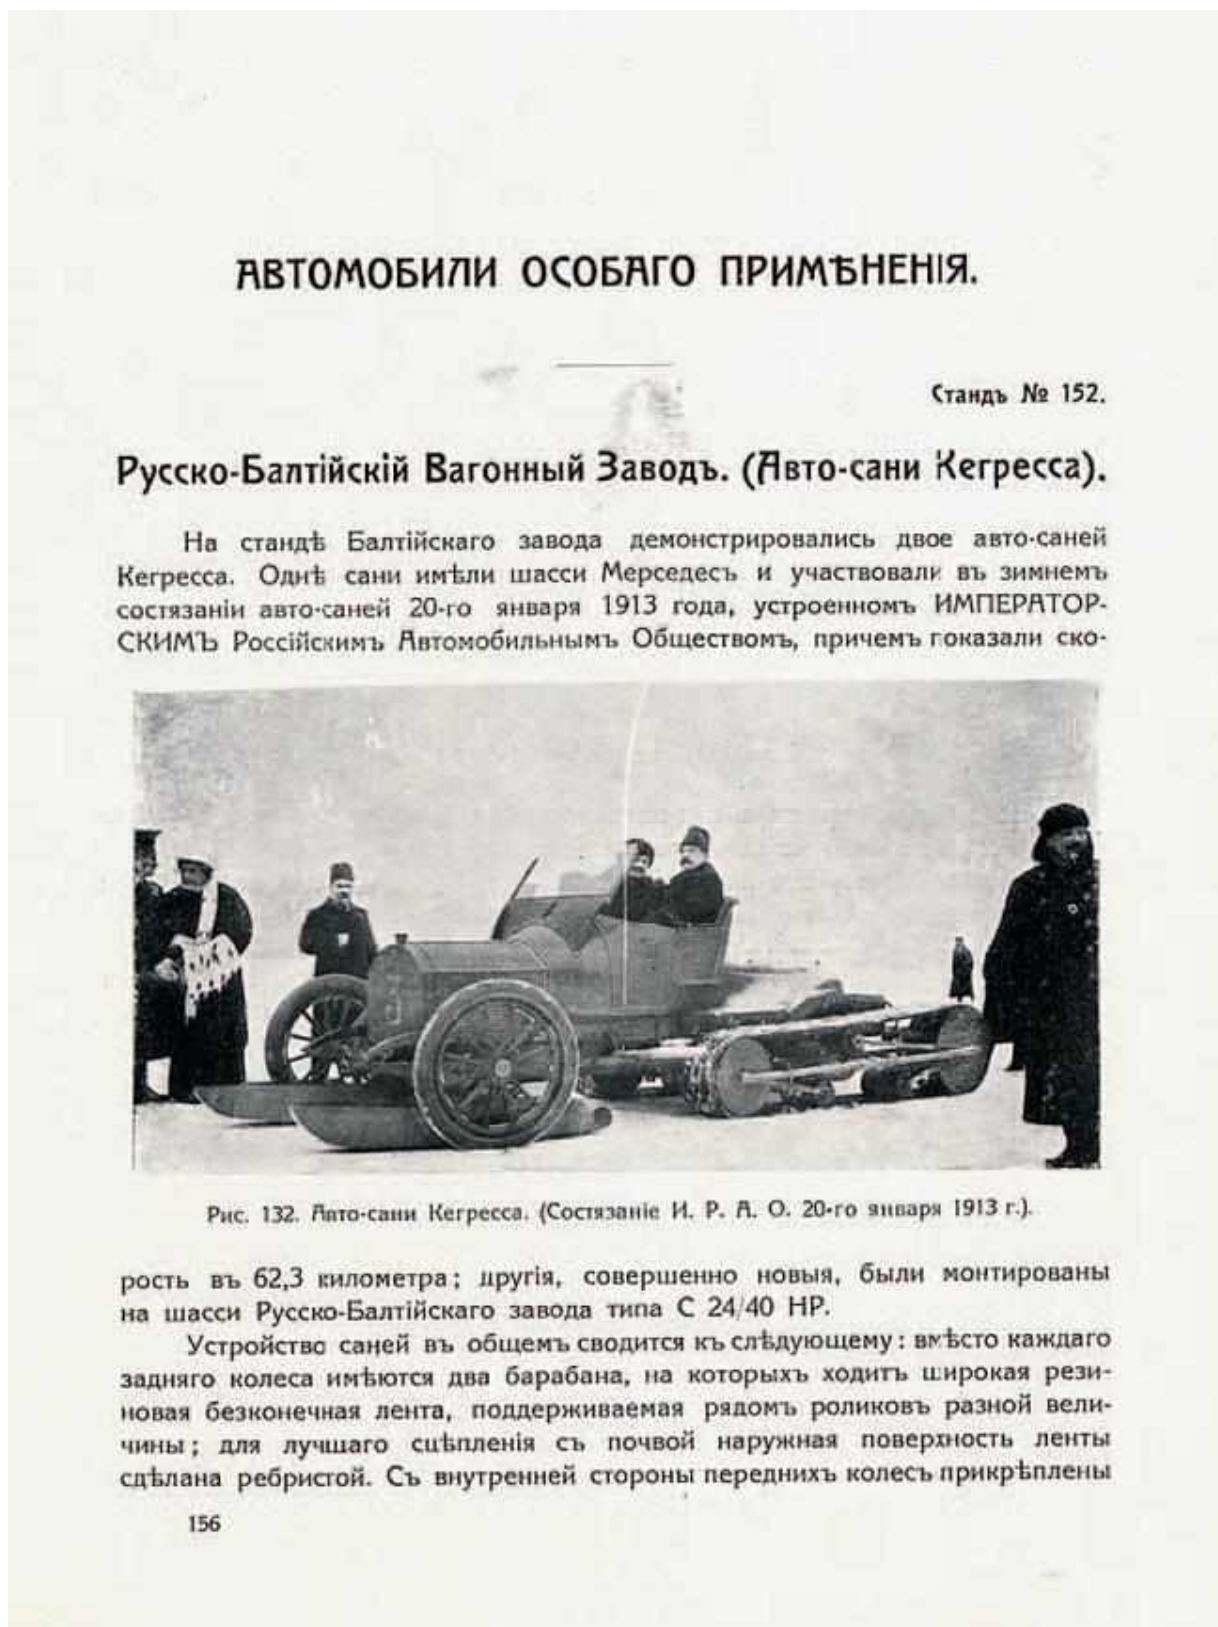 АВТОМОБИЛИ ОСОБАГО ПРИМѢНЕНІЯ.
Стандъ № 152.
Русско-Балтійскій Вагонный Заводъ. (Авто-сани Кегресса).
На стандѣ Балтійскаго завода демонстрировались двое авто-саней
Кегресса. Однѣ сани имѣли шасси Мерседесъ и участвовали въ зимнемъ
состязаніи авто-саней 20-го января 1913 года, устроенномъ ИМПЕРАТОР-
СКИМЪ Россійскимъ Автомобильнымъ Обществомъ, причемъ показали ско-
Рис. 132. Авто-сани Кегресса. (Состязаніе И. Р. А. О. 20-го января 1913 г.).
рость въ 62,3 километра; другія, совершенно новыя, были монтированы
на шасси Русско-Балтійскаго завода типа С 24/40 НР.
Устройство саней въ общемъ сводится къ слѣдующему: вмѣсто каждаго
задняго колеса имѣются два барабана, на которыхъ ходитъ широкая рези-
новая безконечная лента, поддерживаемая рядомъ роликовъ разной вели-
чины; для лучшаго сцѣпленія съ почвой наружная поверхность ленты
сдѣлана ребристой. Съ внутренней стороны переднихъ колесъ прикрѣплены
156